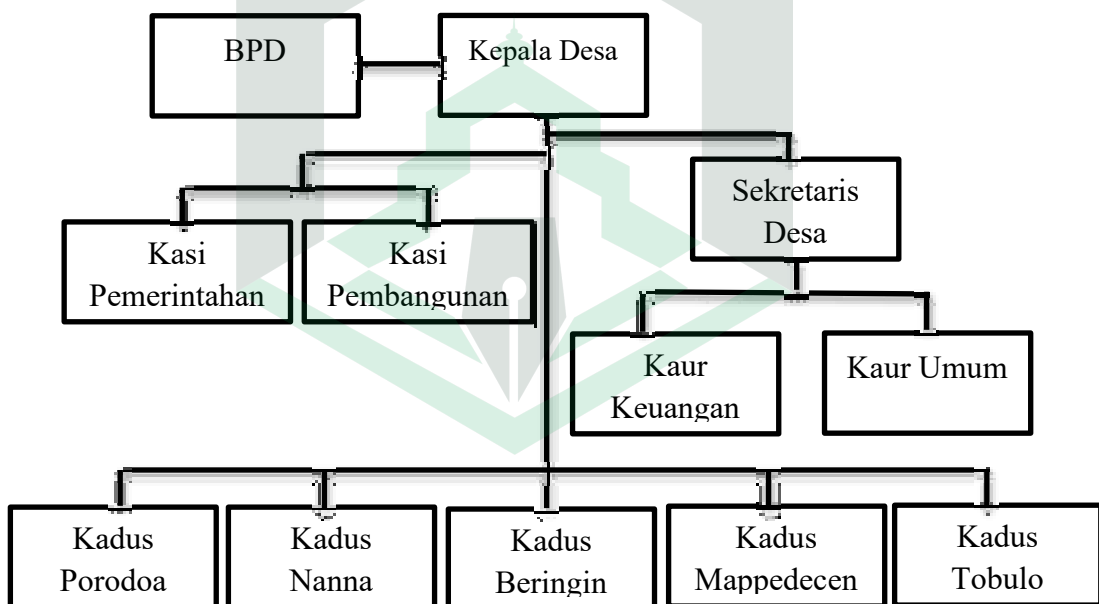 BPD
Kepala Desa
Sekretaris
Desa
Kasi
Pemerintahan
Kasi
Pembangunan
Kaur
Keuangan
Kaur Umum
Kadus
Porodoa
Kadus
Nanna
Kadus
Beringin
Kadus
Mappedecen
Kadus
Tobulo